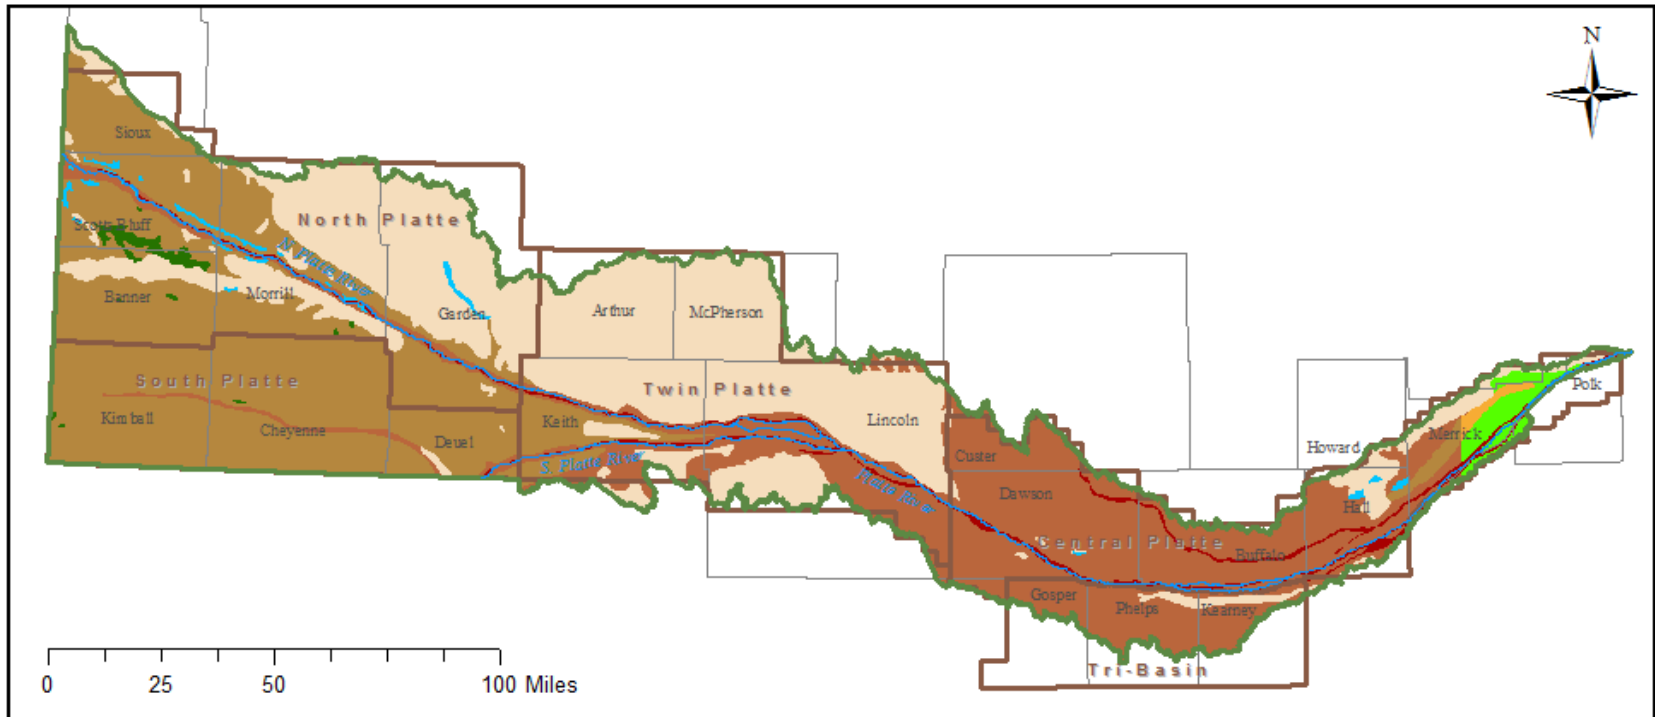 N
Sioux
Scotts Bluff
North Platte
N. Platte River
Banner
Morrill
Garden
Arthur
McPherson
South Platte
Twin Platte
Kimball
Cheyenne
Deuel
Keith
Lincoln
S. Platte River
Platte River
Custer
Dawson
Howard
Merrick
Polk
Hall
Central Platte
Buffalo
Gosper
Phelps
Kearney
Tri-Basin
0 25 50 100 Miles